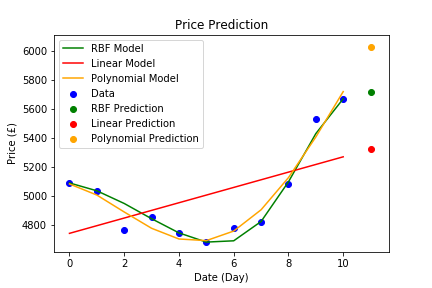 Price Prediction
RBF Model
Linear Model
Polynomial Model
Data
RBF Prediction
Linear Prediction
Polynomial Prediction
Price (£)
6000
5800
5600
5400
5200
5000
4800
0 2 4 6 8 10
Date (Day)